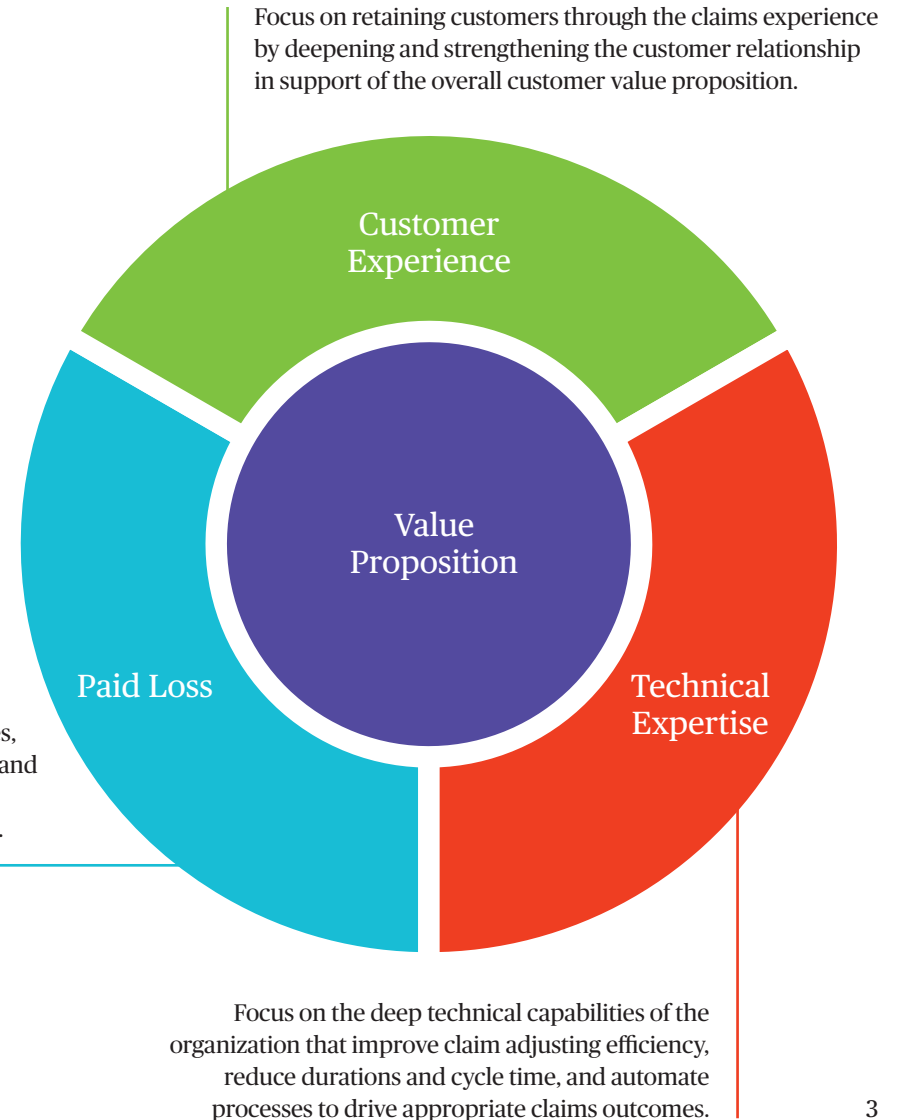 Focus on retaining customers through the claims experience
by deepening and strengthening the customer relationship
in support of the overall customer value proposition.
Customer
Experience
Value
Proposition
Paid Loss
Technical
Expertise
and
.
Focus on the deep technical capabilities of the
organization that improve claim adjusting efficiency,
reduce durations and cycle time, and automate
processes to drive appropriate claims outcomes.
3